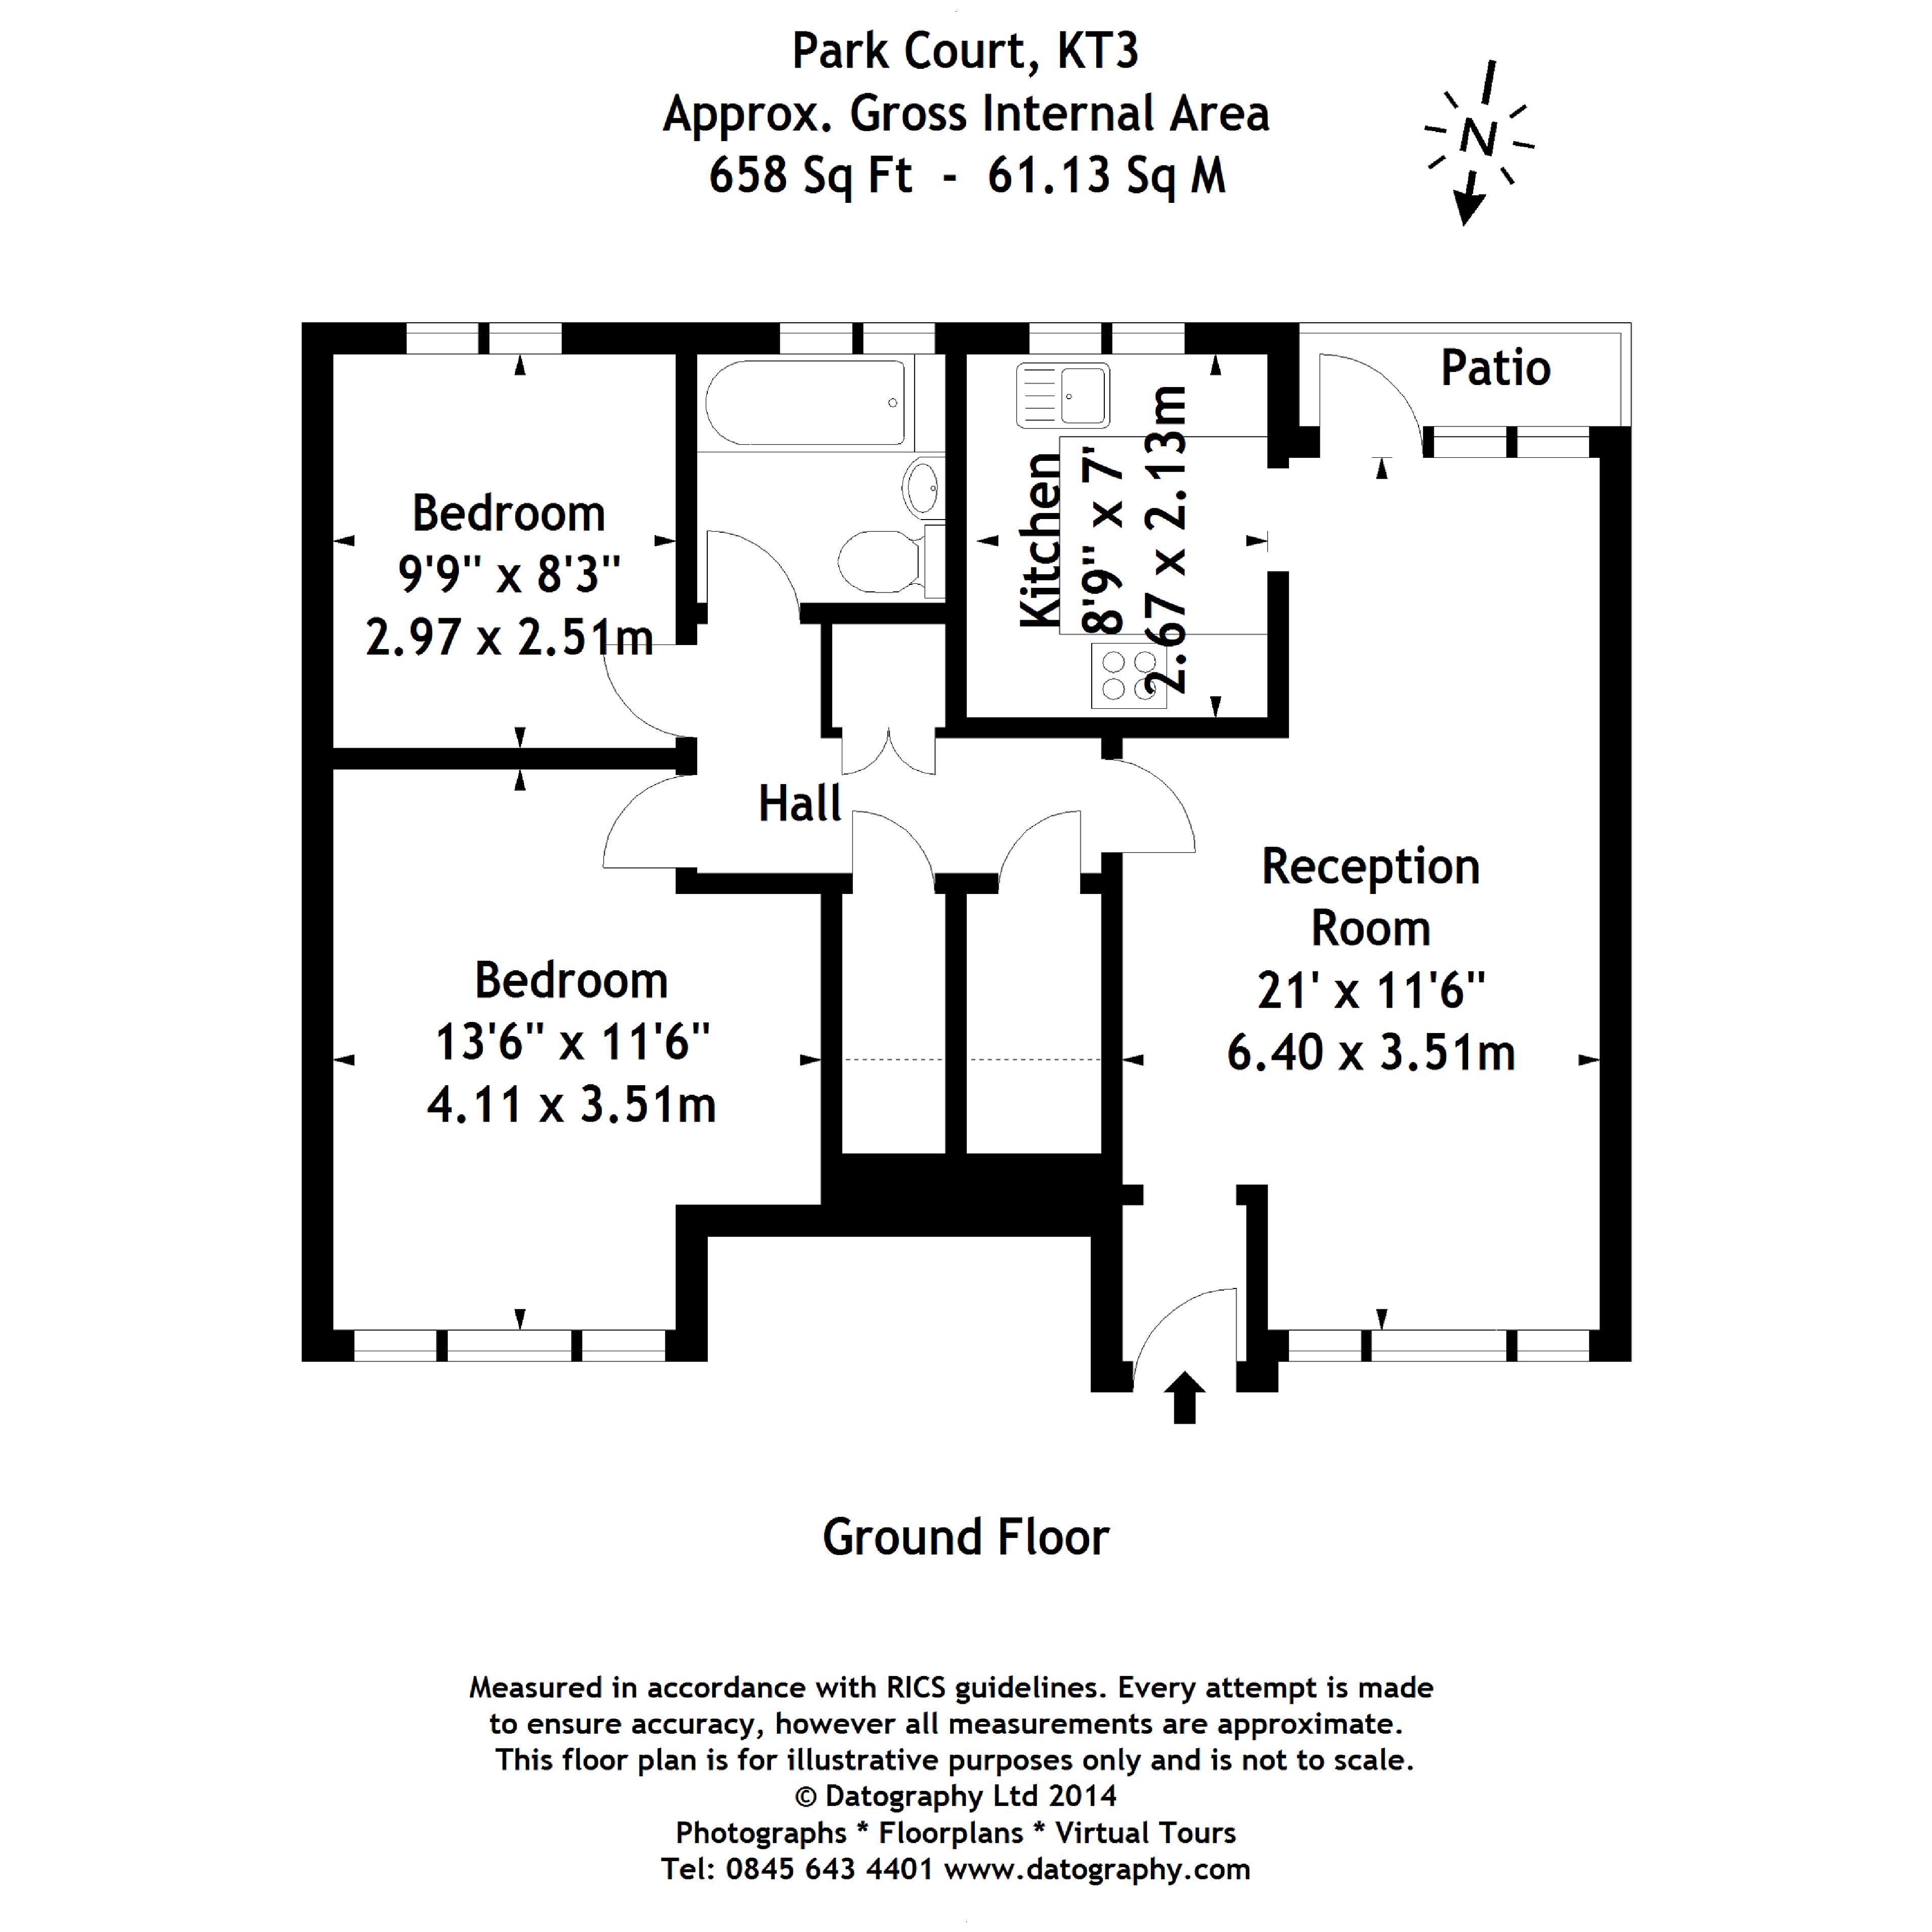 Park Court, KT3
Approx. Gross Internal Area
658 Sq Ft - 61.13 Sq M
N
Patio
Bedroom
9'9" x 8'3"
2.97 x 2.51m
Kitchen
8'9" x 7'
2.67 x 2.13m
Hall
Reception
Room
21' x 11'6"
6.40 x 3.51m
Bedroom
13'6" x 11'6"
4.11 x 3.51m
Ground Floor
Measured in accordance with RICS guidelines. Every attempt is made
to ensure accuracy, however all measurements are approximate.
This floor plan is for illustrative purposes only and is not to scale.
© Datography Ltd 2014
Photographs * Floorplans * Virtual Tours
Tel: 0845 643 4401 www.datography.com